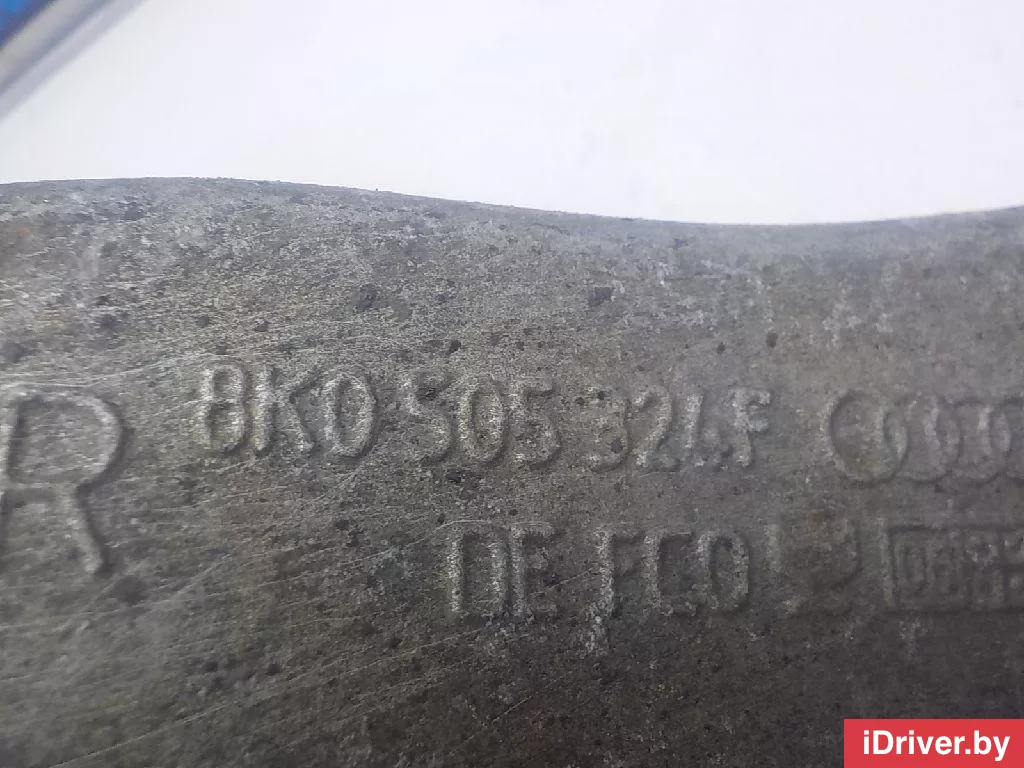 R 8K0 505 324F
DE FCO
iDriver.by